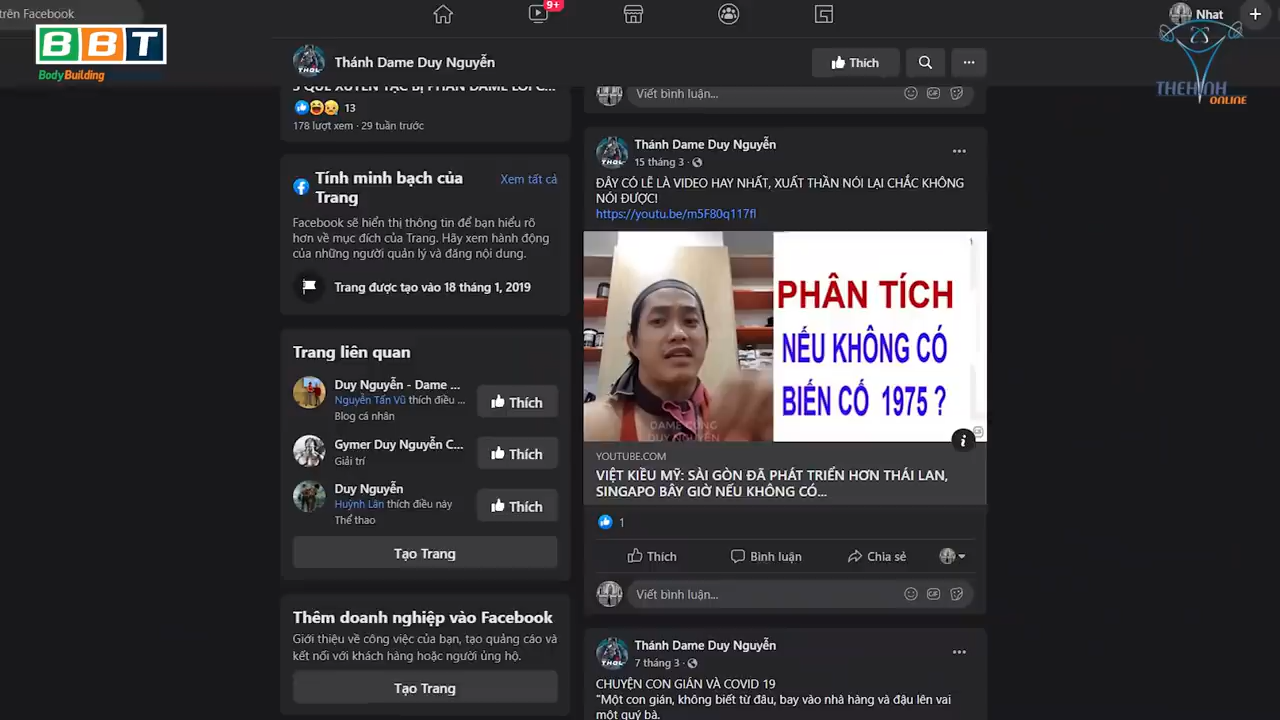 trên Facebook
9+
Nhat
BBT
BodyBuilding
THEHINH
ONLINE
Thánh Dame Duy Nguyễn
Thích
13
178 lượt xem · 29 tuần trước
Tính minh bạch của
Trang
Xem tất cả
Facebook sẽ hiển thị thông tin để bạn hiểu rõ
hơn về mục đích của Trang. Hãy xem hành động
của những người quản lý và đăng nội dung.
Trang được tạo vào 18 tháng 1, 2019
Trang liên quan
Duy Nguyễn - Dame ...
Nguyễn Tấn Vũ thích điều ...
Blog cá nhân
Thích
Gymer Duy Nguyễn C...
Giải trí
Thích
Duy Nguyễn
Huỳnh Lân thích điều này
Thể thao
Thích
Tạo Trang
Thêm doanh nghiệp vào Facebook
Giới thiệu về công việc của bạn, tạo quảng cáo và
kết nối với khách hàng hoặc người ủng hộ.
Tạo Trang
Viết bình luận...
Thánh Dame Duy Nguyễn
15 tháng 3
ĐÂY CÓ LẼ LÀ VIDEO HAY NHẤT, XUẤT THẦN NÓI LẠI CHẮC KHÔNG
NÓI ĐƯỢC!
https://youtu.be/m5F80q117fI
PHÂN TÍCH
NẾU KHÔNG CÓ
BIẾN CỐ 1975 ?
DAME CÙNG
DUY NGUYỄN
YOUTUBE.COM
VIỆT KIỀU MỸ: SÀI GÒN ĐÃ PHÁT TRIỂN HƠN THÁI LAN,
SINGAPO BÂY GIỜ NẾU KHÔNG CÓ...
1
Thích
Bình luận
Chia sẻ
Viết bình luận...
Thánh Dame Duy Nguyễn
7 tháng 3
CHUYỆN CON GIÁN VÀ COVID 19
"Một con gián, không biết từ đâu, bay vào nhà hàng và đậu lên vai
một quý bà.